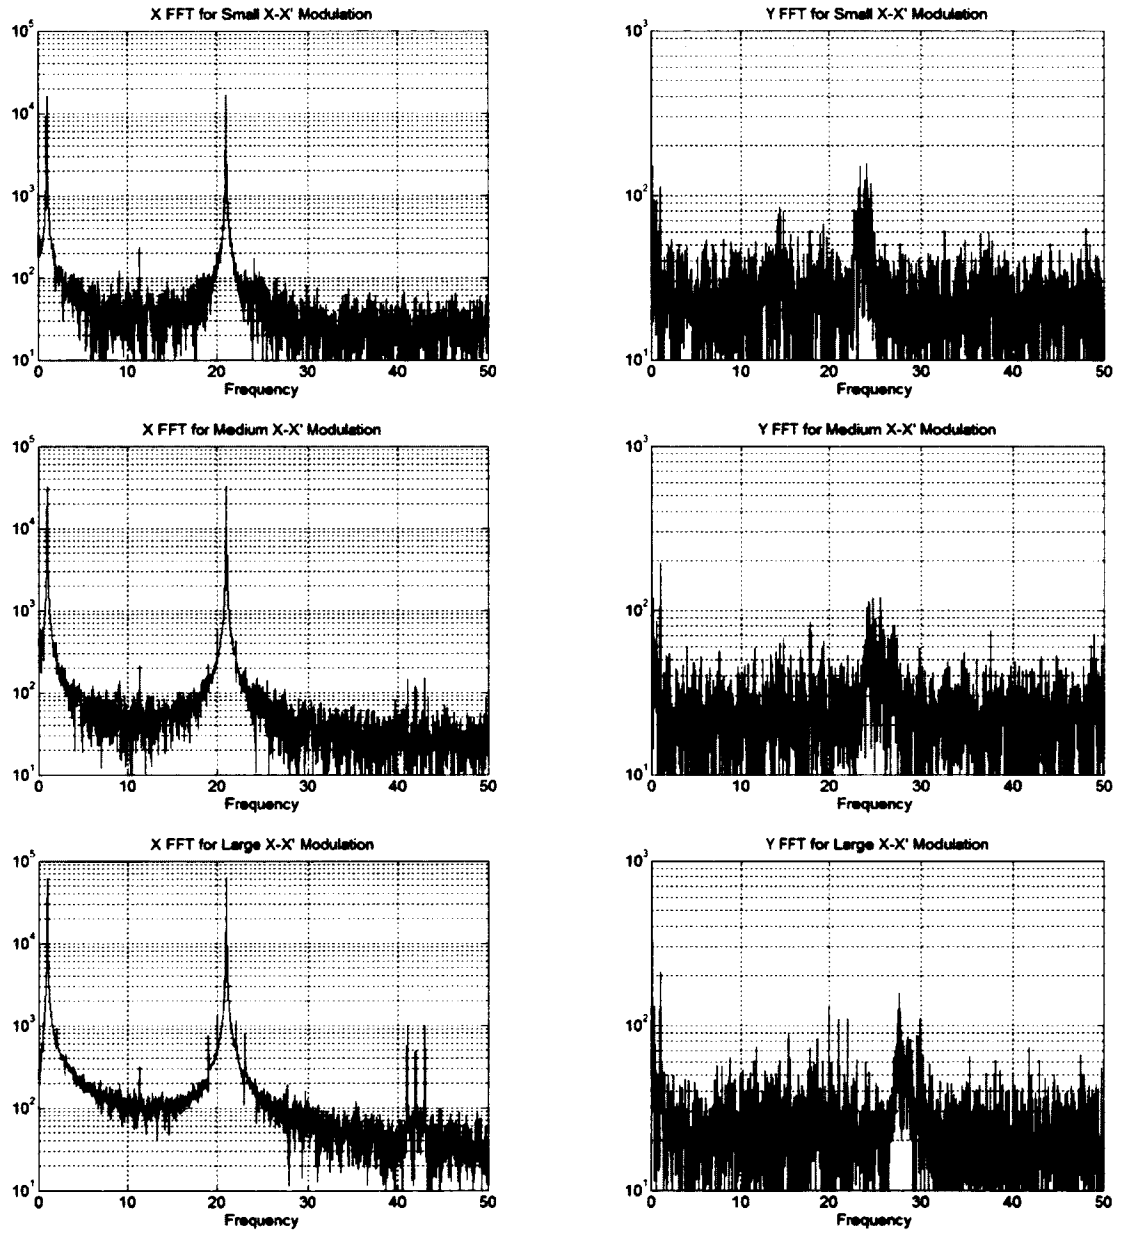 X FFT for Small X-X' Modulation
10^5
10^4
10^3
10^2
10^1
0 10 20 30 40 50
Frequency
Y FFT for Small X-X' Modulation
10^3
10^2
10^1
0 10 20 30 40 50
Frequency
X FFT for Medium X-X' Modulation
10^5
10^4
10^3
10^2
10^1
0 10 20 30 40 50
Frequency
Y FFT for Medium X-X' Modulation
10^3
10^2
10^1
0 10 20 30 40 50
Frequency
X FFT for Large X-X' Modulation
10^5
10^4
10^3
10^2
10^1
0 10 20 30 40 50
Frequency
Y FFT for Large X-X' Modulation
10^3
10^2
10^1
0 10 20 30 40 50
Frequency